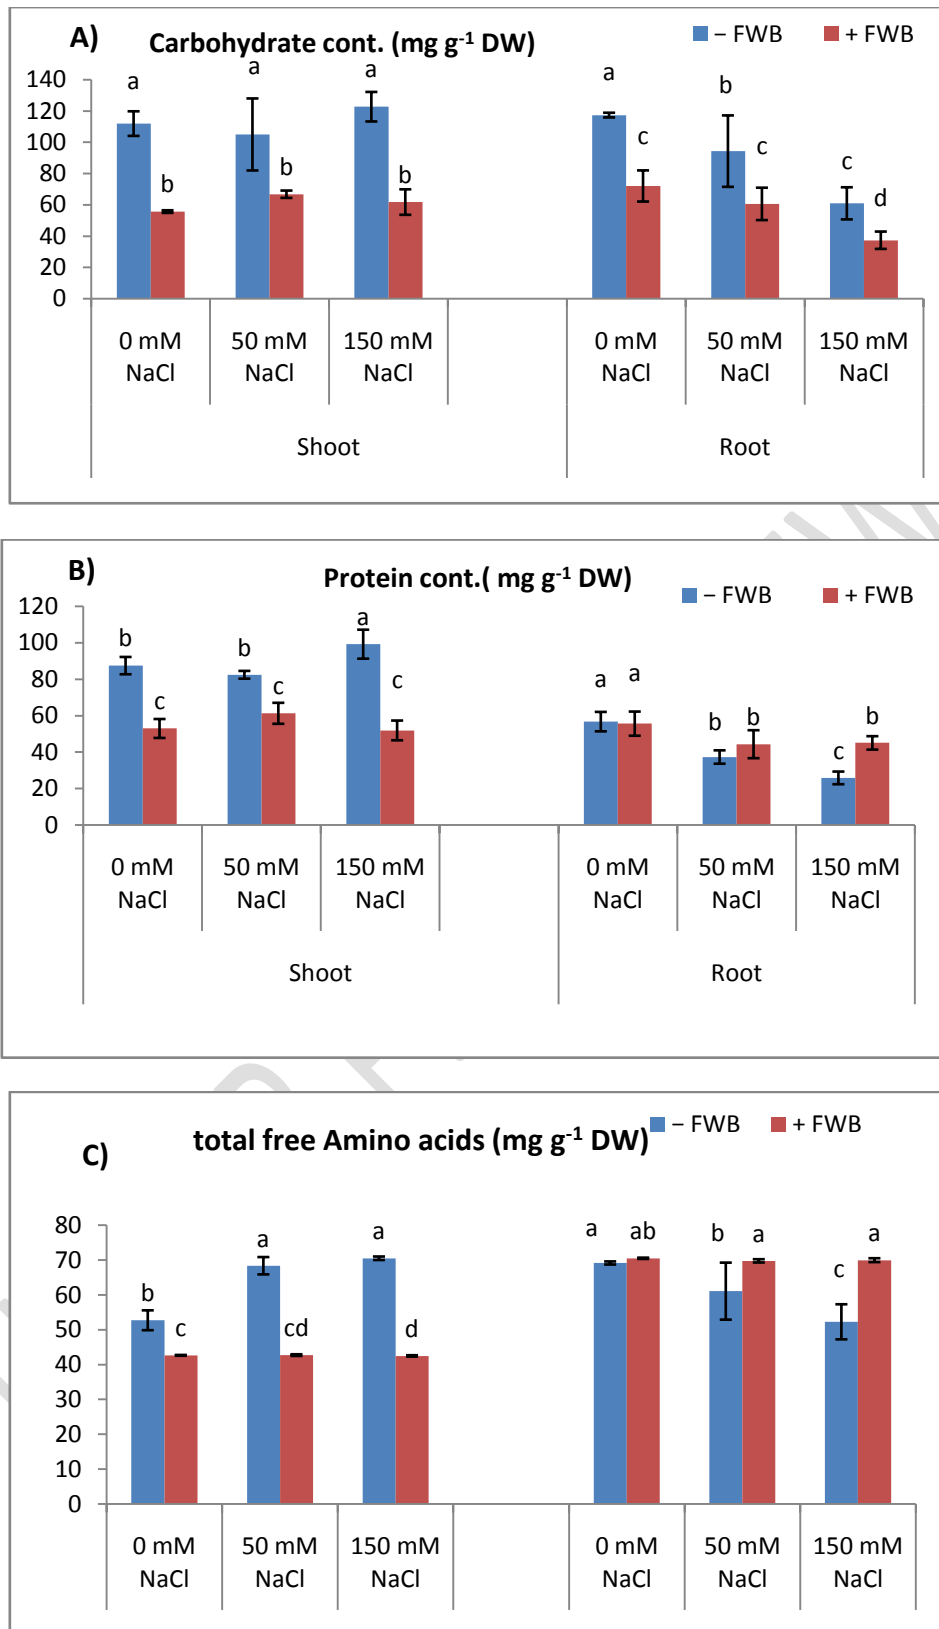 A) Carbohydrate cont. (mg g⁻¹ DW) – FWB + FWB
a a a a b
140
120
100
80
60
40
20
0
b b b c c c d
0 mM NaCl 50 mM NaCl 150 mM NaCl 0 mM NaCl 50 mM NaCl 150 mM NaCl
Shoot Root
B) Protein cont.( mg g⁻¹ DW) – FWB + FWB
120
100
80
60
40
20
0
b c b c a c a a b b c b
0 mM NaCl 50 mM NaCl 150 mM NaCl 0 mM NaCl 50 mM NaCl 150 mM NaCl
Shoot Root
C) total free Amino acids (mg g⁻¹ DW) – FWB + FWB
80
70
60
50
40
30
20
10
0
b c a cd a d a ab b a c a
0 mM NaCl 50 mM NaCl 150 mM NaCl 0 mM NaCl 50 mM NaCl 150 mM NaCl